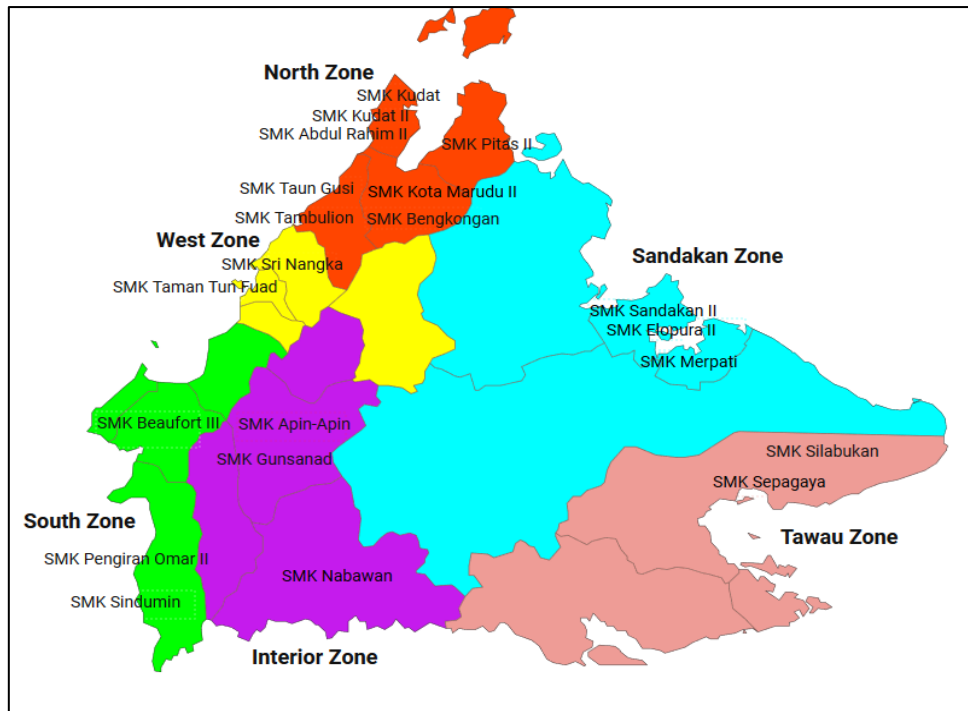 North Zone
SMK Kudat
SMK Kudat II
SMK Abdul Rahim II
SMK Pitas II
SMK Taun Gusi
SMK Kota Marudu II
SMK Tambulion
SMK Bengkongan
West Zone
SMK Sri Nangka
SMK Taman Tun Fuad
Sandakan Zone
SMK Sandakan II
SMK Elopura II
SMK Merpati
SMK Beaufort III
SMK Apin-Apin
SMK Gunsanad
SMK Silabukan
SMK Sepagaya
South Zone
Tawau Zone
SMK Pengiran Omar II
SMK Nabawan
SMK Sindumin
Interior Zone